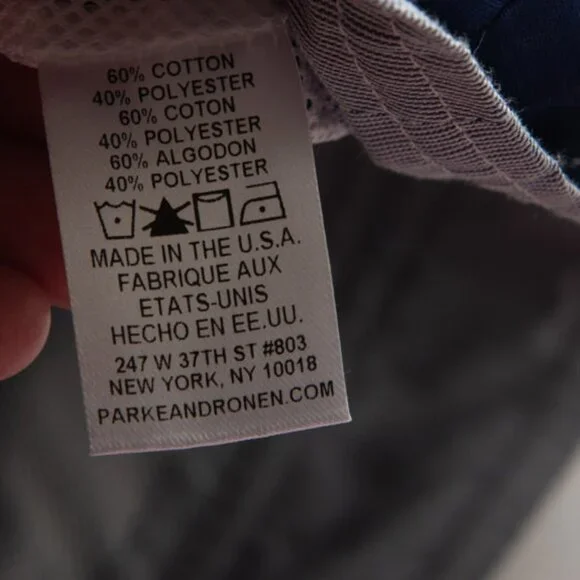 60% COTTON
40% POLYESTER
60% COTON
40% POLYESTER
60% ALGODON
40% POLYESTER
MADE IN THE U.S.A.
FABRIQUE AUX
ETATS-UNIS
HECHO EN EE.UU.
247 W 37TH ST #803
NEW YORK, NY 10018
PARKEANDRONEN.COM